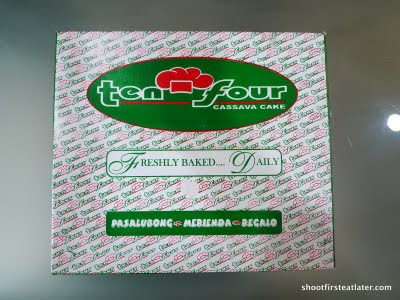 ten four
CASSAVA CAKE
FRESHLY BAKED.... DAILY
PASALUBONG MERIENDA REGALO
shootfirsteatlater.com